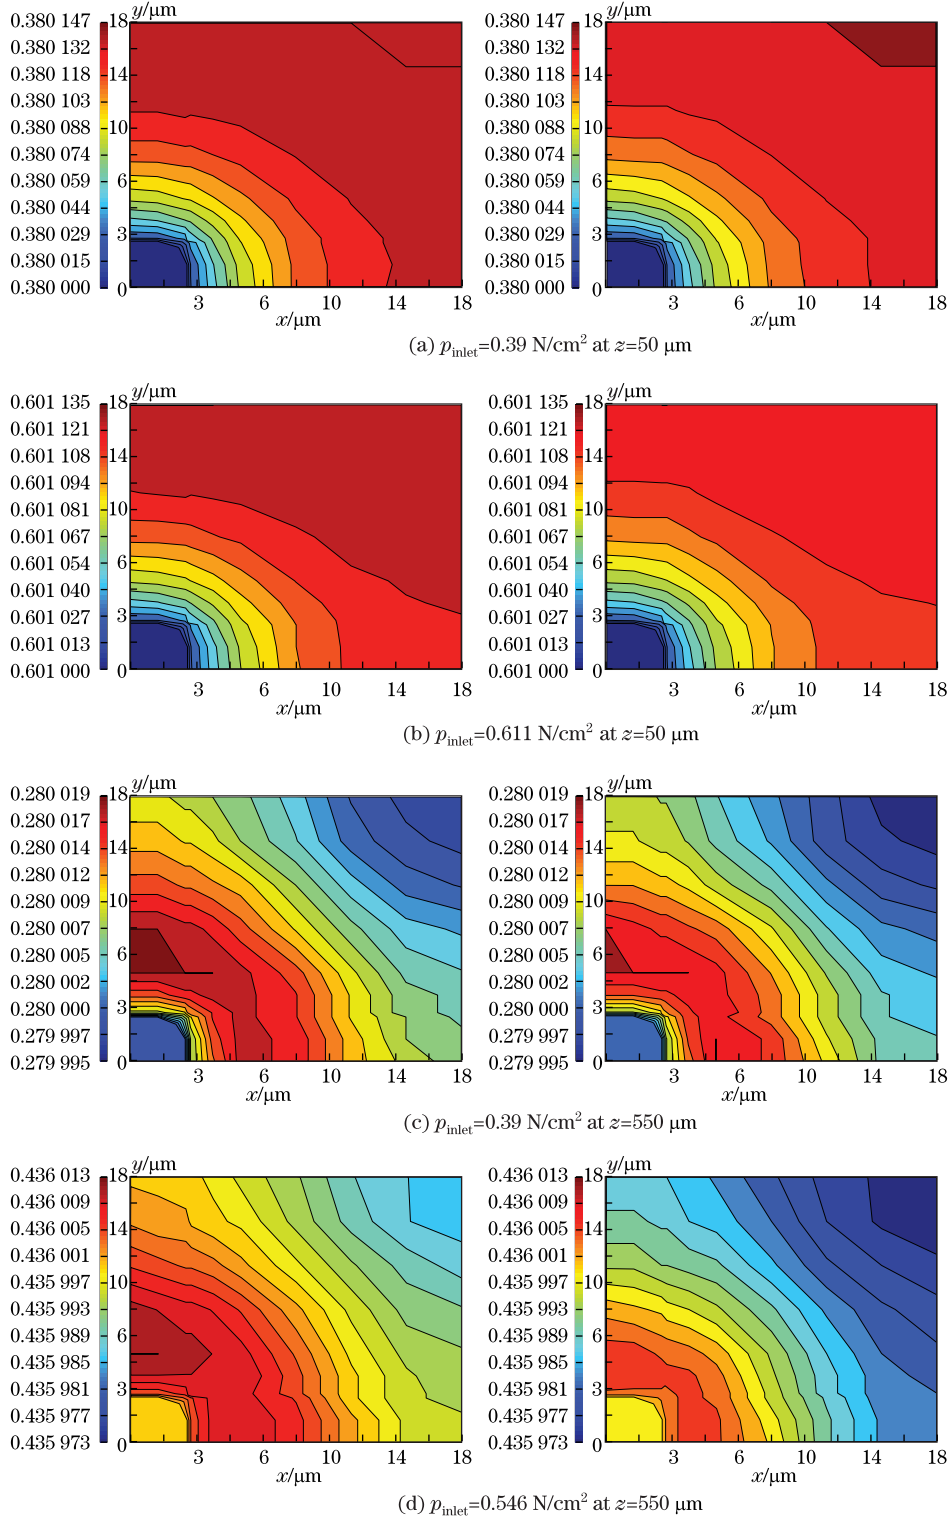 y/μm y/μm
0.380 147 18 0.380 147 18
0.380 132 0.380 132
0.380 118 14 0.380 118 14
0.380 103 0.380 103
0.380 088 10 0.380 088 10
0.380 074 0.380 074
0.380 059 6 0.380 059 6
0.380 044 0.380 044
0.380 029 3 0.380 029 3
0.380 015 0.380 015
0.380 000 0 0.380 000 0
3 6 10 14 18 3 6 10 14 18
x/μm x/μm
(a) pinlet=0.39 N/cm2 at z=50 μm
y/μm y/μm
0.601 135 18 0.601 135 18
0.601 121 0.601 121
0.601 108 14 0.601 108 14
0.601 094 0.601 094
0.601 081 10 0.601 081 10
0.601 067 0.601 067
0.601 054 6 0.601 054 6
0.601 040 0.601 040
0.601 027 3 0.601 027 3
0.601 013 0.601 013
0.601 000 0 0.601 000 0
3 6 10 14 18 3 6 10 14 18
x/μm x/μm
(b) pinlet=0.611 N/cm2 at z=50 μm
y/μm y/μm
0.280 019 18 0.280 019 18
0.280 017 0.280 017
0.280 014 14 0.280 014 14
0.280 012 0.280 012
0.280 009 10 0.280 009 10
0.280 007 0.280 007
0.280 005 6 0.280 005 6
0.280 002 0.280 002
0.280 000 3 0.280 000 3
0.279 997 0.279 997
0.279 995 0 0.279 995 0
3 6 10 14 18 3 6 10 14 18
x/μm x/μm
(c) pinlet=0.39 N/cm2 at z=550 μm
y/μm y/μm
0.436 013 18 0.436 013 18
0.436 009 0.436 009
0.436 005 14 0.436 005 14
0.436 001 0.436 001
0.435 997 10 0.435 997 10
0.435 993 0.435 993
0.435 989 6 0.435 989 6
0.435 985 0.435 985
0.435 981 3 0.435 981 3
0.435 977 0.435 977
0.435 973 0 0.435 973 0
3 6 10 14 18 3 6 10 14 18
x/μm x/μm
(d) pinlet=0.546 N/cm2 at z=550 μm